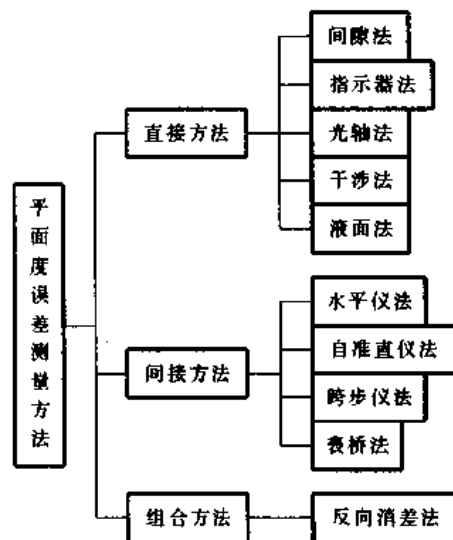 平面度误差测量方法
直接方法
间隙法
指示器法
光轴法
干涉法
液面法
间接方法
水平仪法
自准直仪法
跨步仪法
表桥法
组合方法
反向消差法